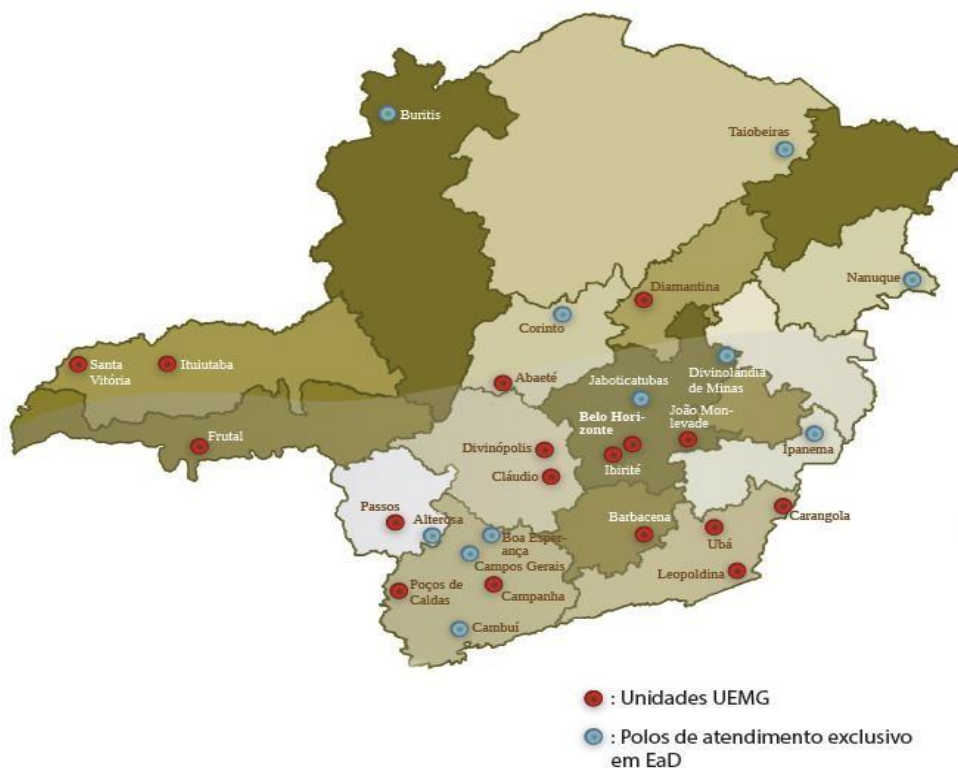 Buritis
Taiobeiras
Nanuque
Diamantina
Corinto
Santa
Vitória
Ituiutaba
Abaeté
Jaboticatubas
Divinolândia
de Minas
Belo Hori-
zonte
João Mon-
levade
Frutal
Divinópolis
Ibirité
Ipanema
Cláudio
Passos
Alterosa
Boa Esper-
ança
Campos Gerais
Barbacena
Ubá
Carangola
Leopoldina
Poços de
Caldas
Campanha
Cambuí
: Unidades UEMG
: Polos de atendimento exclusivo
em EaD